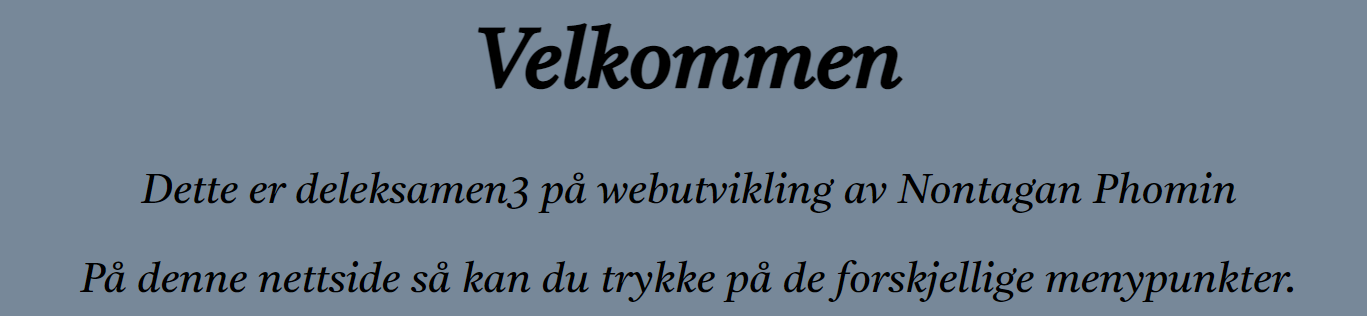 Velkommen
Dette er deleksamen3 på webutvikling av Nontagan Phomin
På denne nettside så kan du trykke på de forskjellige menypunkter.